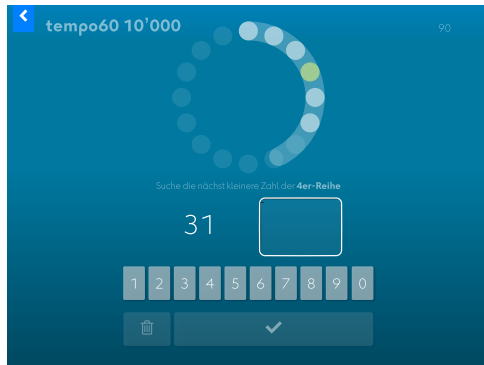 tempo60 10’000
90
Suche die nächst kleinere Zahl der 4er-Reihe
31
1 2 3 4 5 6 7 8 9 0